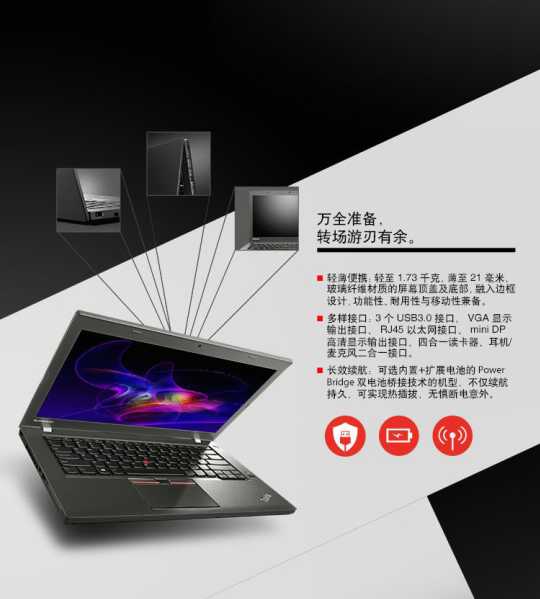 万全准备，
转场游刃有余。
轻薄便携：轻至 1.73 千克，薄至 21 毫米，
玻璃纤维材质的屏幕顶盖及底部，融入边框
设计，功能性、耐用性与移动性兼备。
多样接口：3 个 USB3.0 接口、 VGA 显示
输出接口、 RJ45 以太网接口、 mini DP
高清显示输出接口、四合一读卡器、耳机/
麦克风二合一接口。
长效续航：可选内置+扩展电池的 Power
Bridge 双电池桥接技术的机型，不仅续航
持久，可实现热插拔，无惧断电意外。